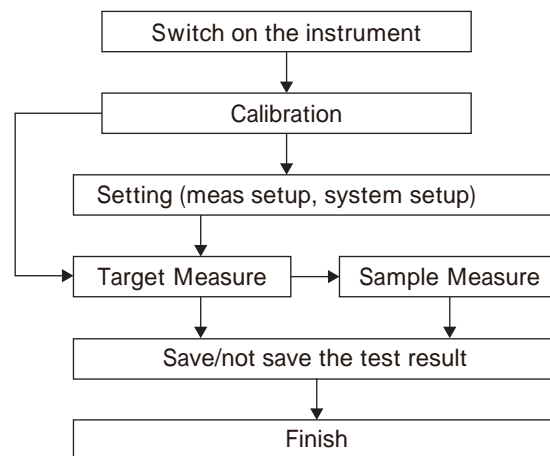 Switch on the instrument
Calibration
Setting (meas setup, system setup)
Target Measure
Sample Measure
Save/not save the test result
Finish